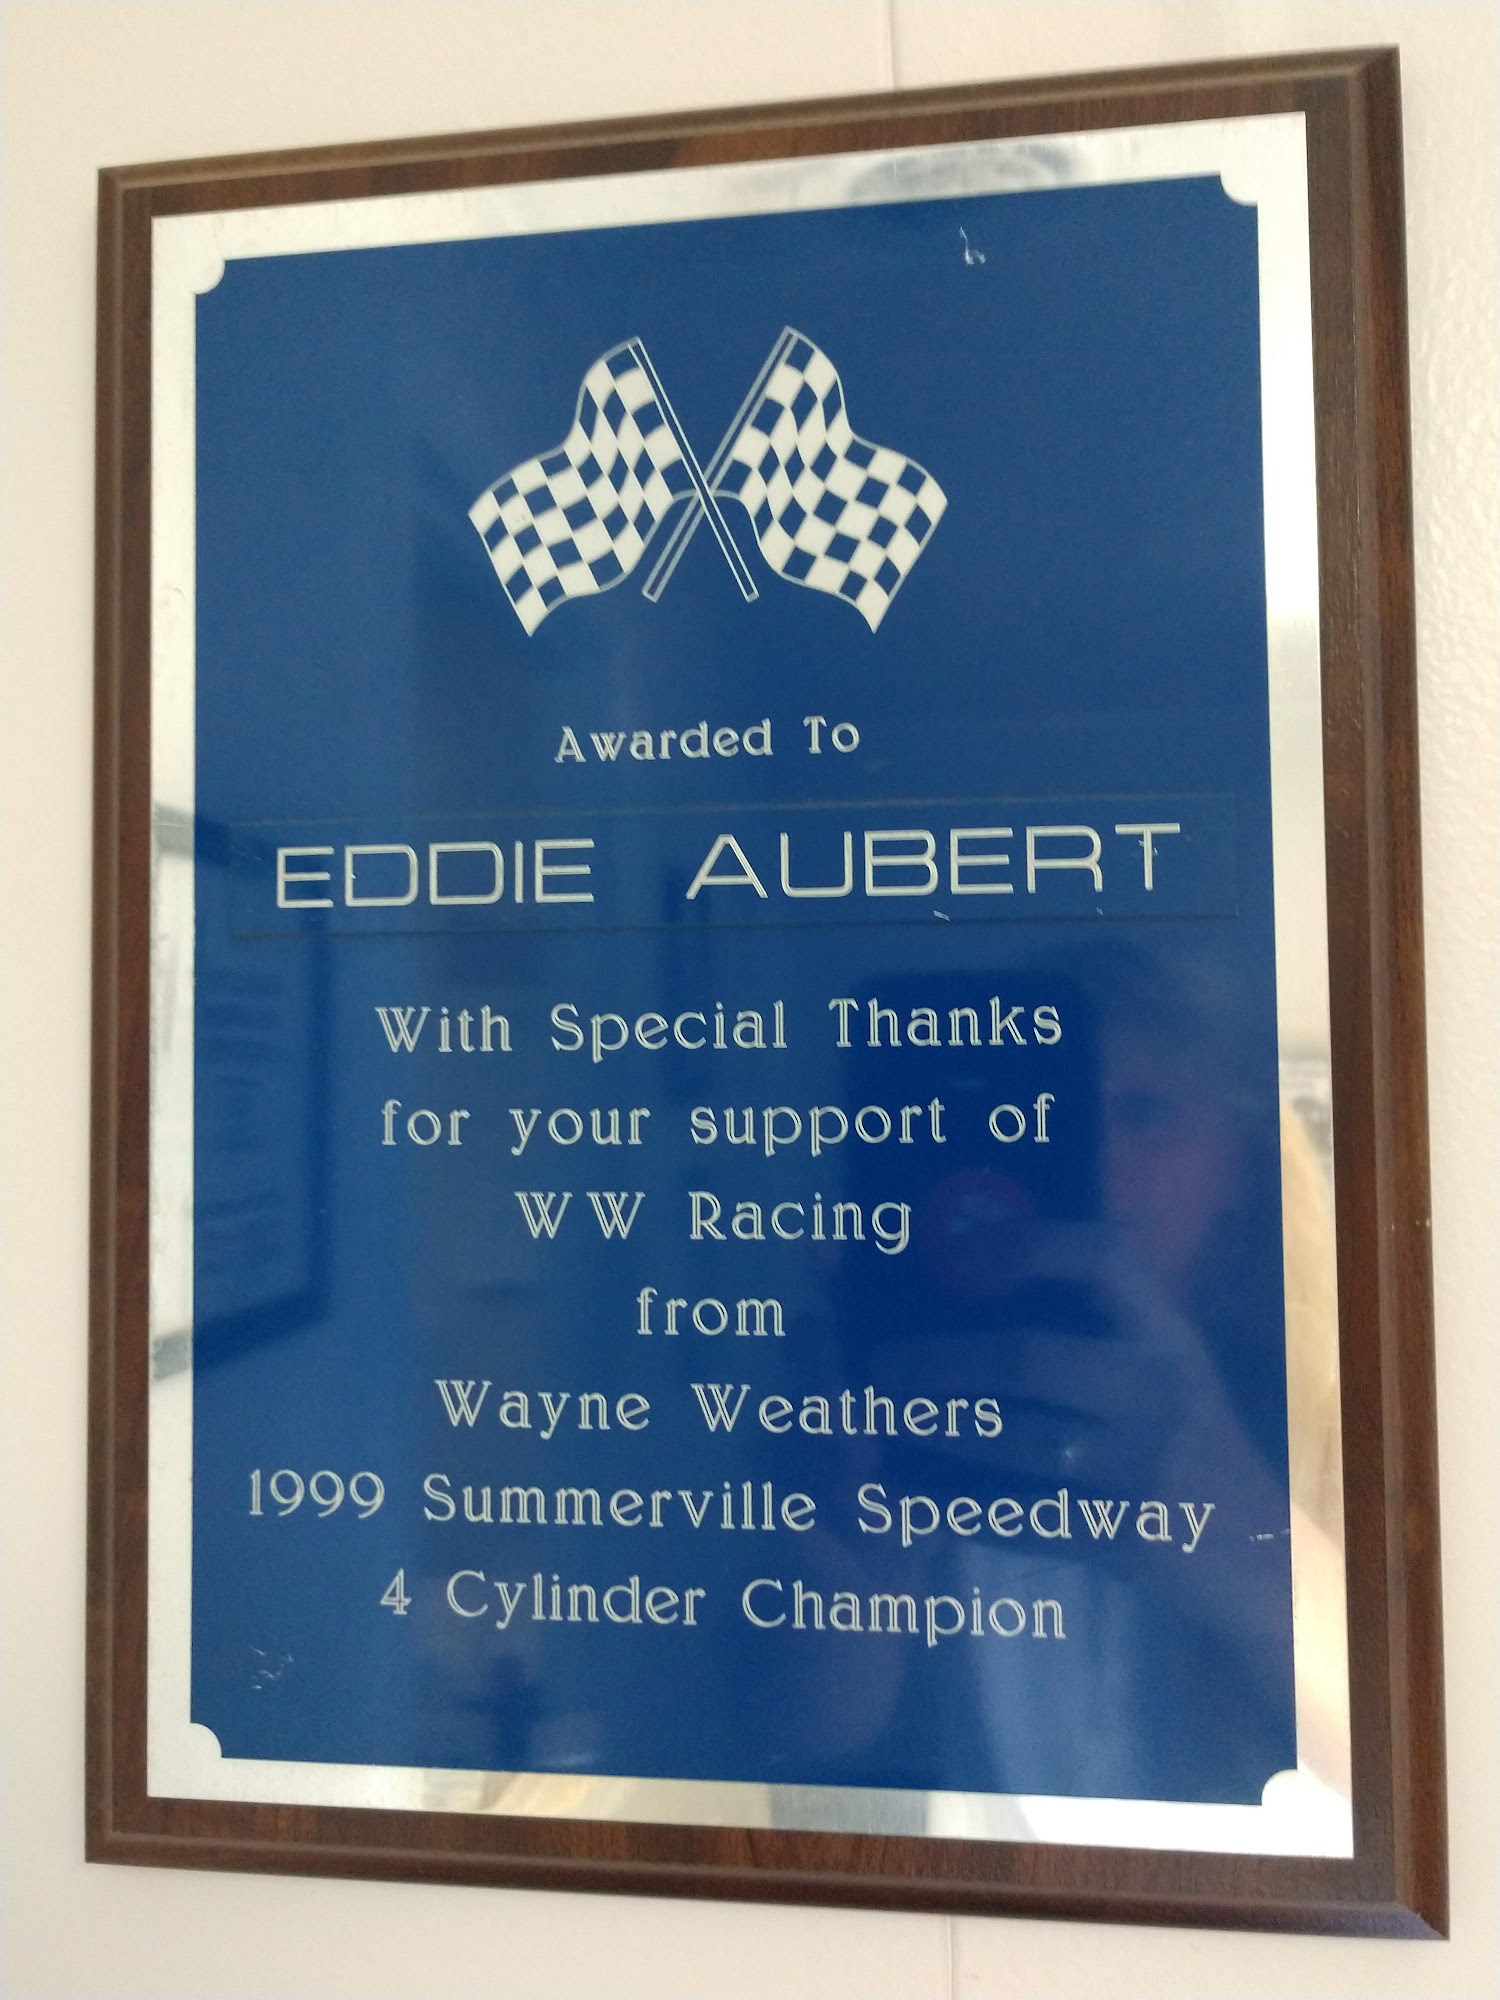 Awarded To
EDDIE AUBERT
With Special Thanks
for your support of
WW Racing
from
Wayne Weathers
1999 Summerville Speedway
4 Cylinder Champion